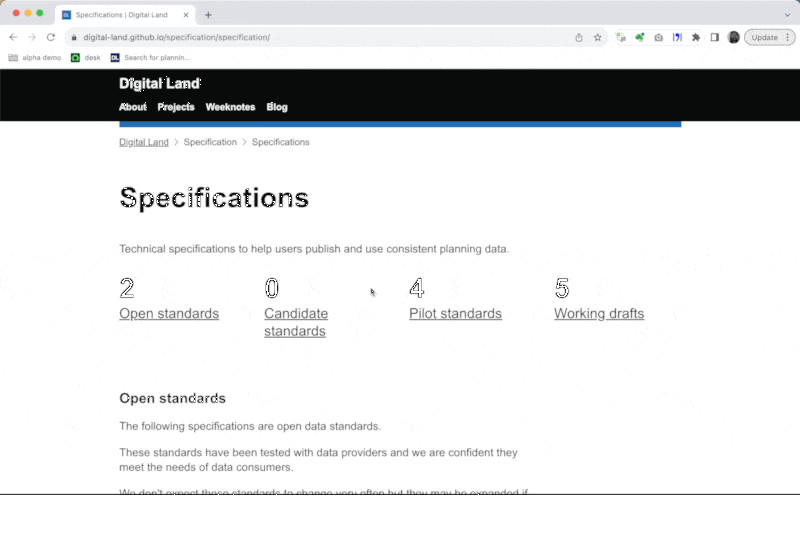 Specifications | Digital Land
digital-land.github.io/specification/specification/
Update
alpha demo
desk
DL
Search for plannin...
Digital Land
About Projects Weeknotes Blog
Digital Land > Specification > Specifications
Specifications
Technical specifications to help users publish and use consistent planning data.
2 0 4 5
Open standards Candidate standards Pilot standards Working drafts
Open standards
The following specifications are open data standards.
These standards have been tested with data providers and we are confident they
meet the needs of data consumers.
We don't expect these standards to change very often but they may be expanded if